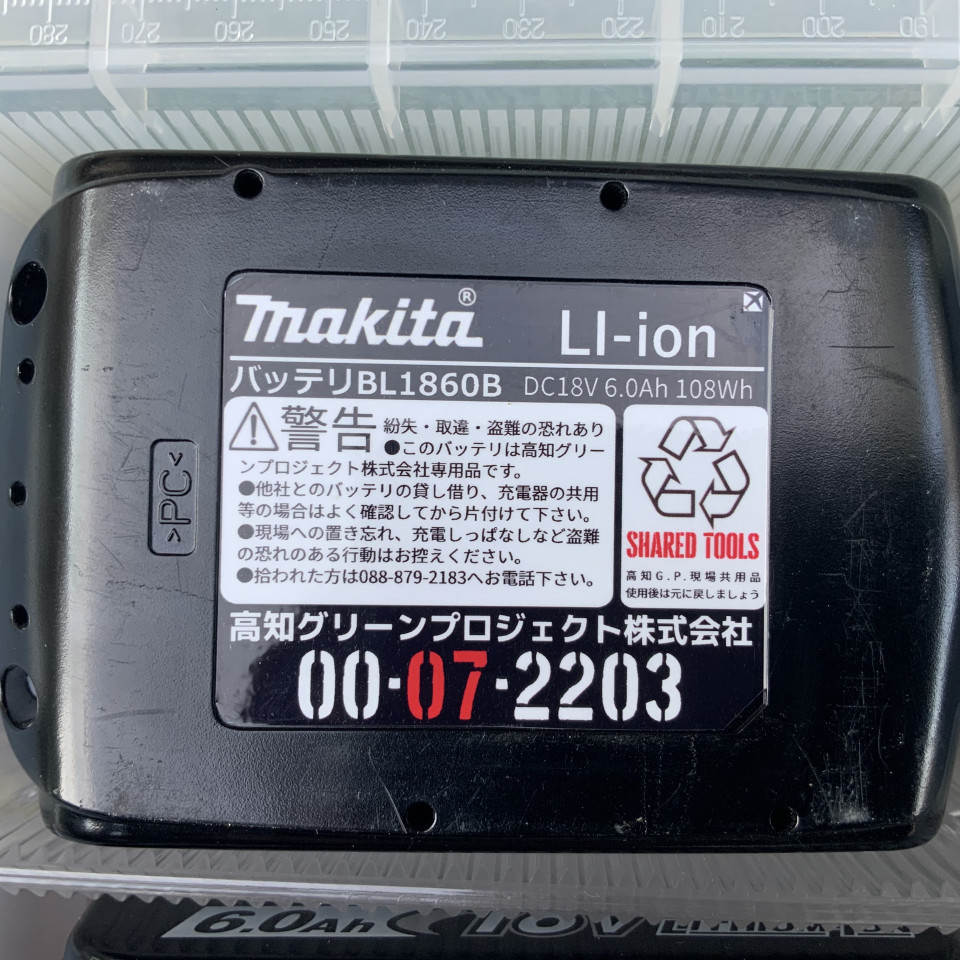 280 270 260 250 240 230 220 210 200 190
makita®
LI-ion
バッテリBL1860B DC18V 6.0Ah 108Wh
警告 紛失・取違・盗難の恐れあり
●このバッテリは高知グリー
ンプロジェクト株式会社専用品です。
●他社とのバッテリの貸し借り、充電器の共用
等の場合はよく確認してから片付けて下さい。
●現場への置き忘れ、充電しっぱなしなど盗難
の恐れのある行動はお控えください。
●拾われた方は088-879-2183へお電話下さい。
SHARED TOOLS
高知G.P.現場共用品
使用後は元に戻しましょう
高知グリーンプロジェクト株式会社
00-07-2203
>PC<
6.0Ah